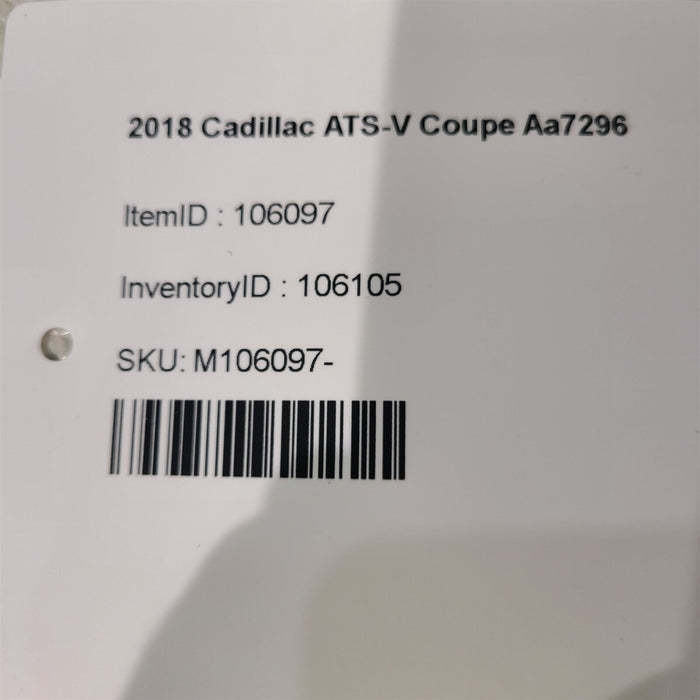 2018 Cadillac ATS-V Coupe Aa7296
ItemID : 106097
InventoryID : 106105
SKU: M106097-